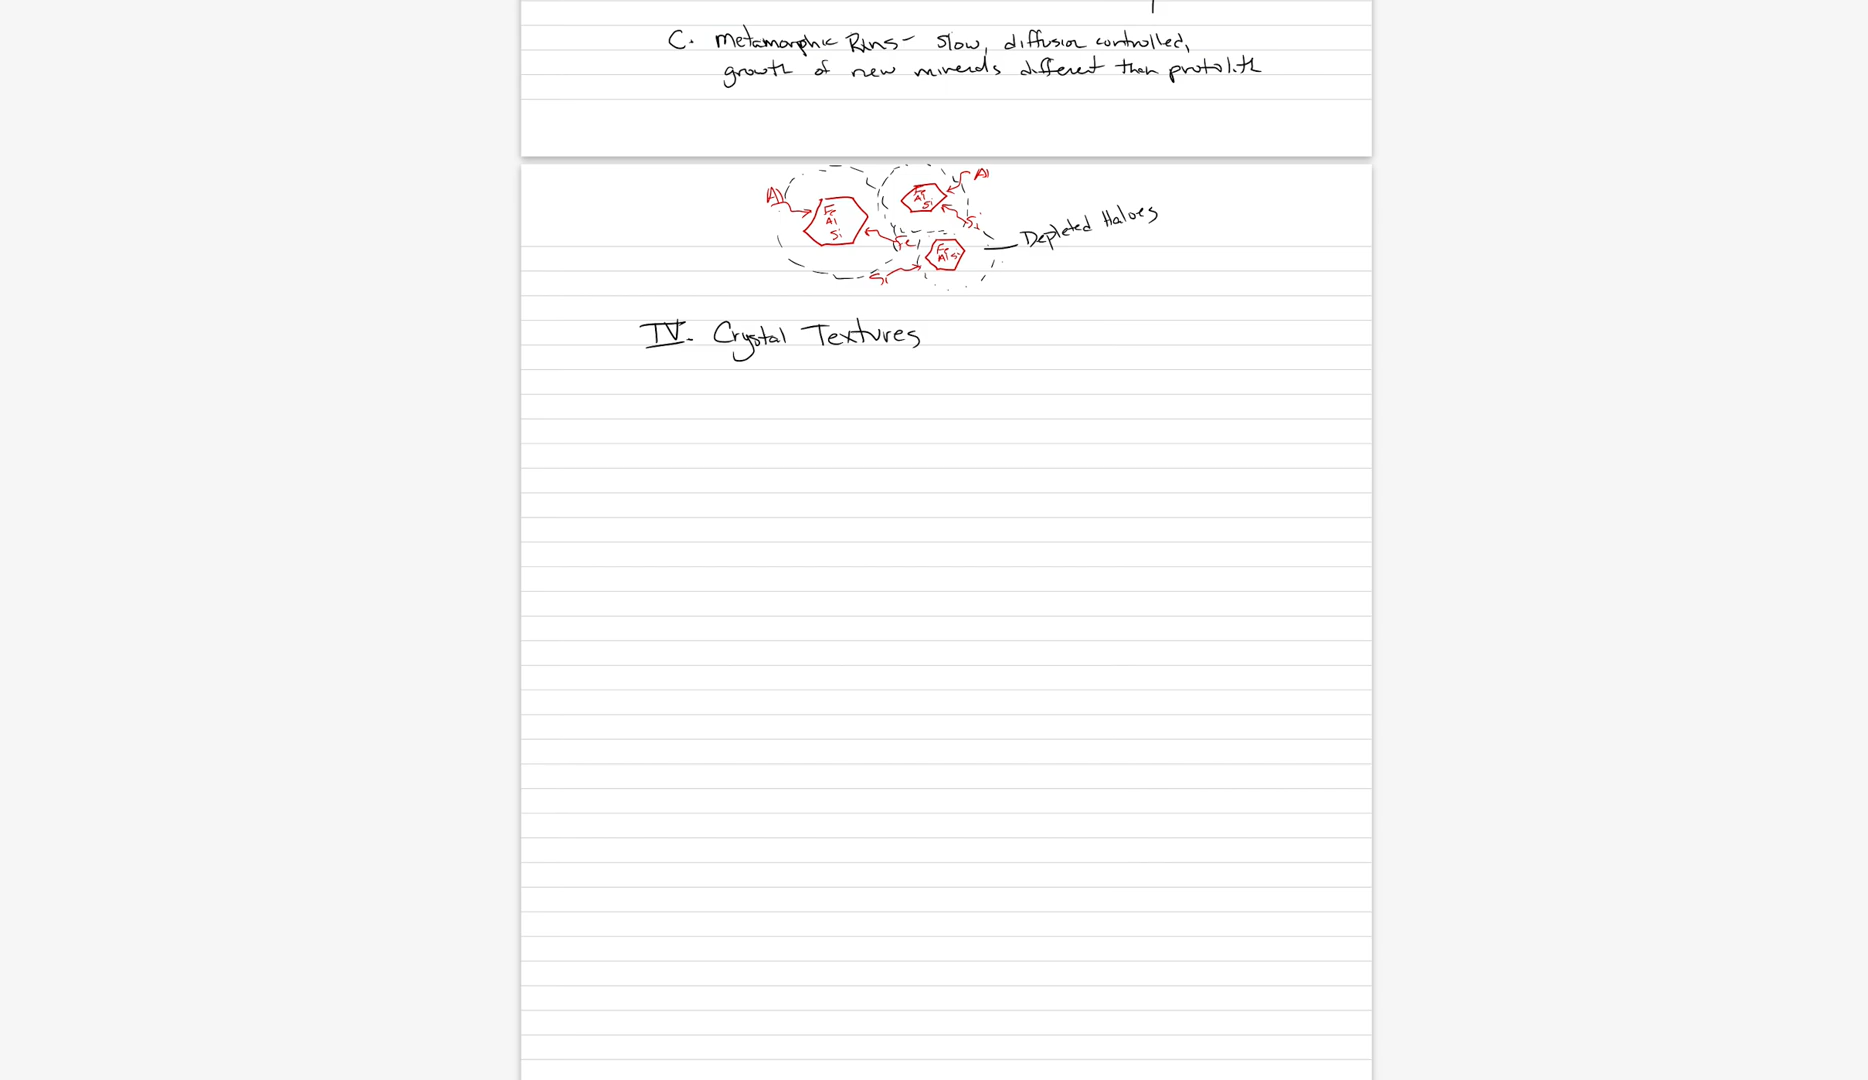 C. Metamorphic Rxns - Slow, diffusion controlled,
growth of new minerals different than protolith
Al
Al
Fe
Al
Si
Fe
Al
Si
Si
Fe
Fe
Al Si
Si
Depleted Haloes
IV. Crystal Textures